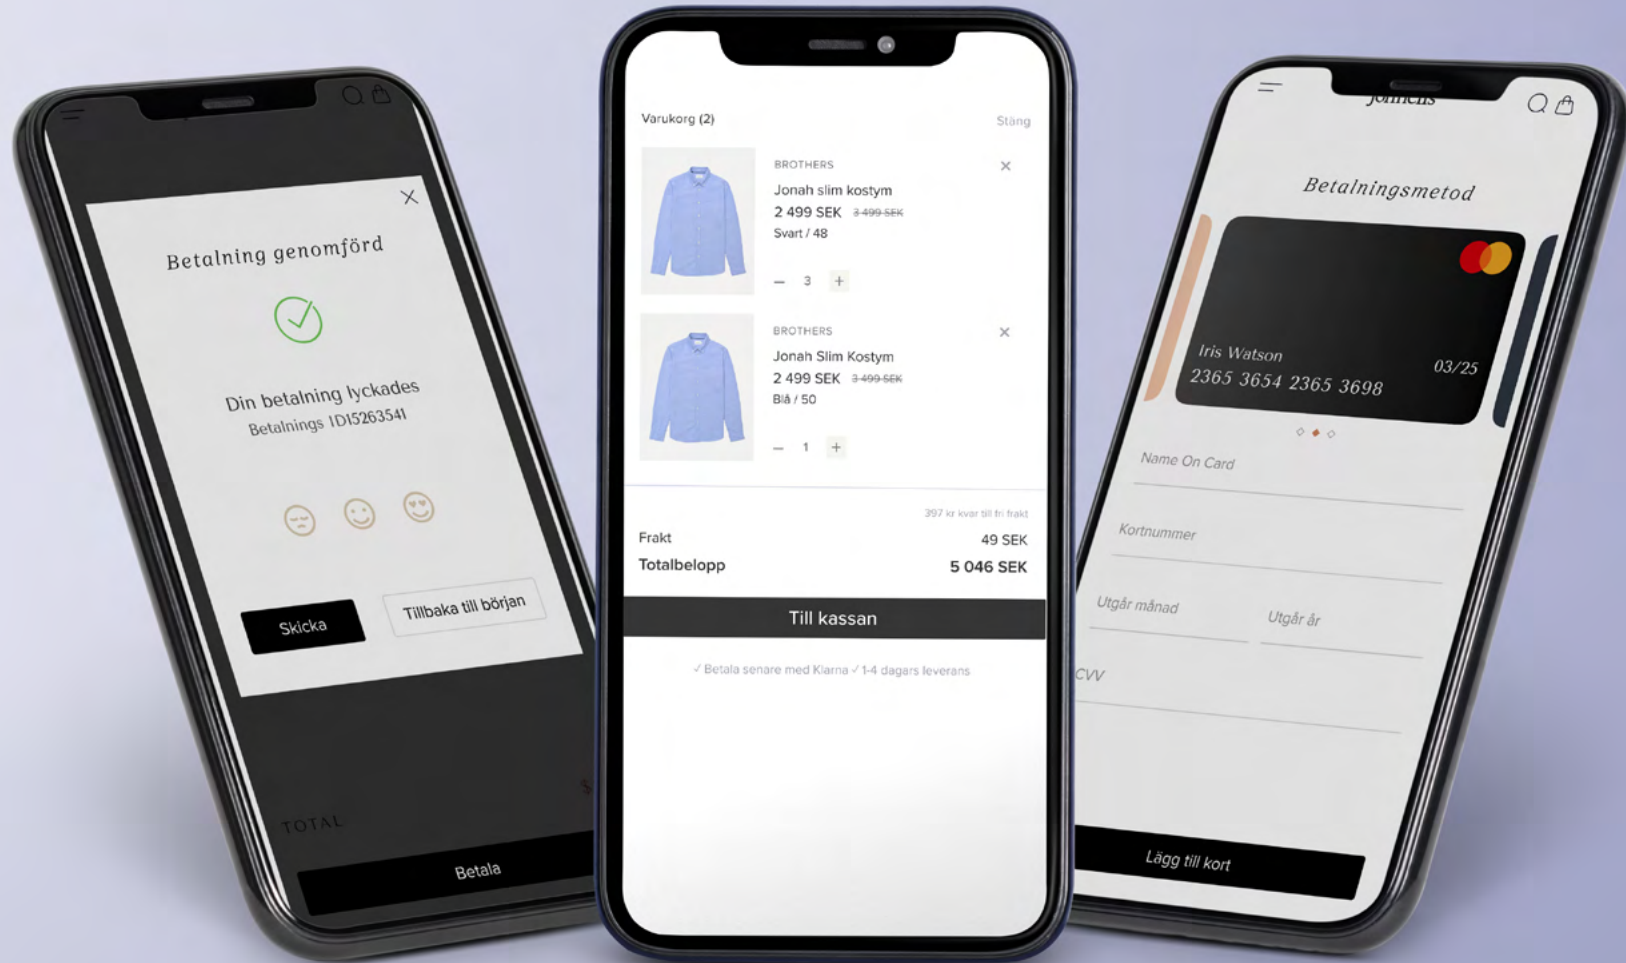 Betalning genomförd
Din betalning lyckades
Betalnings ID15263541
Skicka
Tillbaka till början
TOTAL
$
Betala
Varukorg (2)
Stäng
BROTHERS
Jonah slim kostym
2 499 SEK 3 499 SEK
Svart / 48
3
BROTHERS
Jonah Slim Kostym
2 499 SEK 3 499 SEK
Blå / 50
1
397 kr kvar till fri frakt
Frakt 49 SEK
Totalbelopp 5 046 SEK
Till kassan
✓ Betala senare med Klarna ✓ 1-4 dagars leverans
Betalningsmetod
Iris Watson
03/25
2365 3654 2365 3698
Name On Card
Kortnummer
Utgår månad
Utgår år
CVV
Lägg till kort